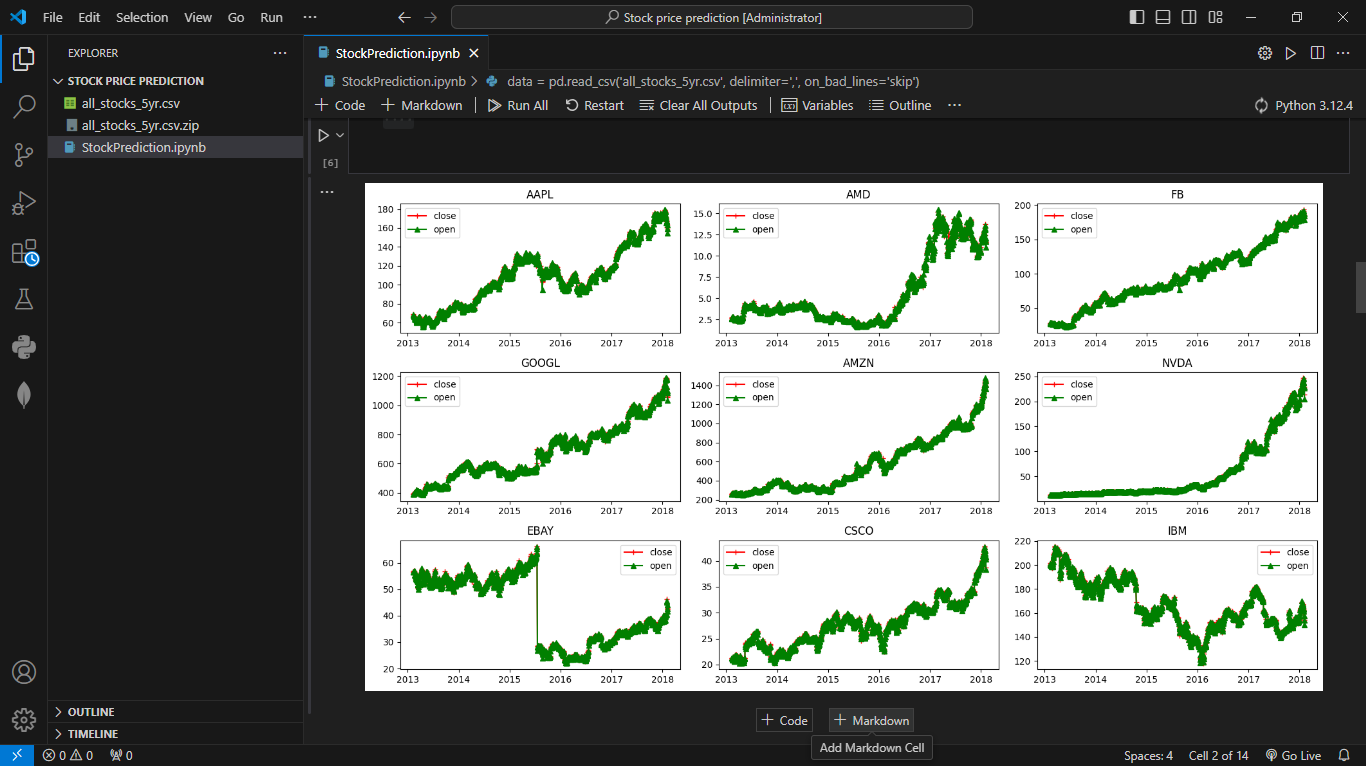 File Edit Selection View Go Run ··· Stock price prediction [Administrator]
EXPLORER ···
STOCK PRICE PREDICTION
all_stocks_5yr.csv
all_stocks_5yr.csv.zip
StockPrediction.ipynb
OUTLINE
TIMELINE
StockPrediction.ipynb
StockPrediction.ipynb > data = pd.read_csv('all_stocks_5yr.csv', delimiter=',', on_bad_lines='skip')
+ Code + Markdown Run All Restart Clear All Outputs Variables Outline ··· Python 3.12.4
[6]
AAPL
close
open
180
160
140
120
100
80
60
2013 2014 2015 2016 2017 2018
AMD
close
open
15.0
12.5
10.0
7.5
5.0
2.5
2013 2014 2015 2016 2017 2018
FB
close
open
200
150
100
50
2013 2014 2015 2016 2017 2018
GOOGL
close
open
1200
1000
800
600
400
2013 2014 2015 2016 2017 2018
AMZN
close
open
1400
1200
1000
800
600
400
200
2013 2014 2015 2016 2017 2018
NVDA
close
open
250
200
150
100
50
2013 2014 2015 2016 2017 2018
EBAY
close
open
60
50
40
30
20
2013 2014 2015 2016 2017 2018
CSCO
close
open
40
35
30
25
20
2013 2014 2015 2016 2017 2018
IBM
close
open
220
200
180
160
140
120
2013 2014 2015 2016 2017 2018
+ Code + Markdown
Add Markdown Cell
0 0 0 Spaces: 4 Cell 2 of 14 Go Live